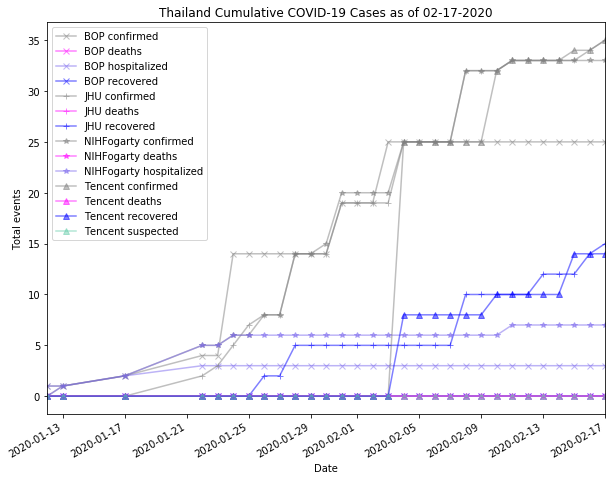 Thailand Cumulative COVID-19 Cases as of 02-17-2020
35
30
25
20
15
10
5
0
Total events
BOP confirmed
BOP deaths
BOP hospitalized
BOP recovered
JHU confirmed
JHU deaths
JHU recovered
NIHFogarty confirmed
NIHFogarty deaths
NIHFogarty hospitalized
Tencent confirmed
Tencent deaths
Tencent recovered
Tencent suspected
2020-01-13
2020-01-17
2020-01-21
2020-01-25
2020-01-29
2020-02-01
2020-02-05
2020-02-09
2020-02-13
2020-02-17
Date